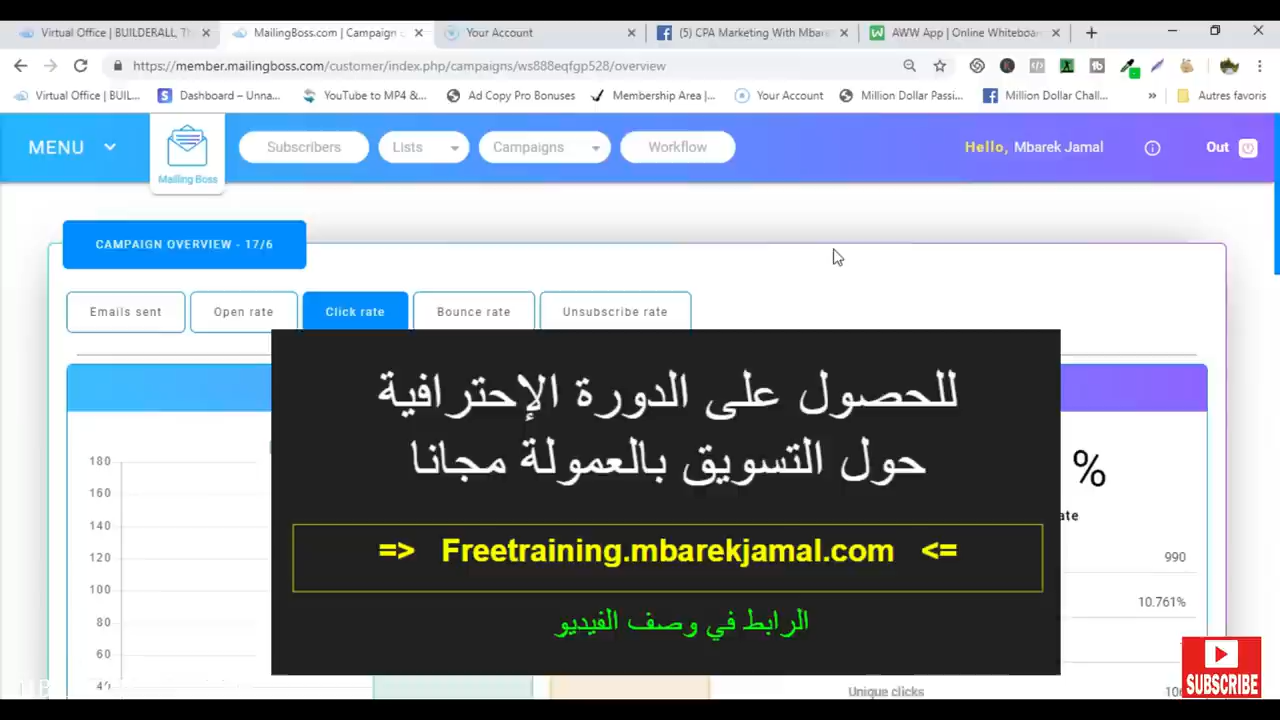 Virtual Office | BUILDERALL, Th
MailingBoss.com | Campaign
Your Account
(5) CPA Marketing With Mbar
AWW App | Online Whiteboar
https://member.mailingboss.com/customer/index.php/campaigns/ws888eqfgp528/overview
Virtual Office | BUIL...
Dashboard – Unna...
YouTube to MP4 &...
Ad Copy Pro Bonuses
Membership Area |...
Your Account
Million Dollar Passi...
Million Dollar Chall...
Autres favoris
MENU
Mailing Boss
Subscribers
Lists
Campaigns
Workflow
Hello, Mbarek Jamal
Out
CAMPAIGN OVERVIEW - 17/6
Emails sent
Open rate
Click rate
Bounce rate
Unsubscribe rate
للحصول على الدورة الإحترافية
حول التسويق بالعمولة مجانا
=> Freetraining.mbarekjamal.com <=
الرابط في وصف الفيديو
180
160
140
120
100
80
60
40
%
ate
990
10.761%
Unique clicks
106
SUBSCRIBE